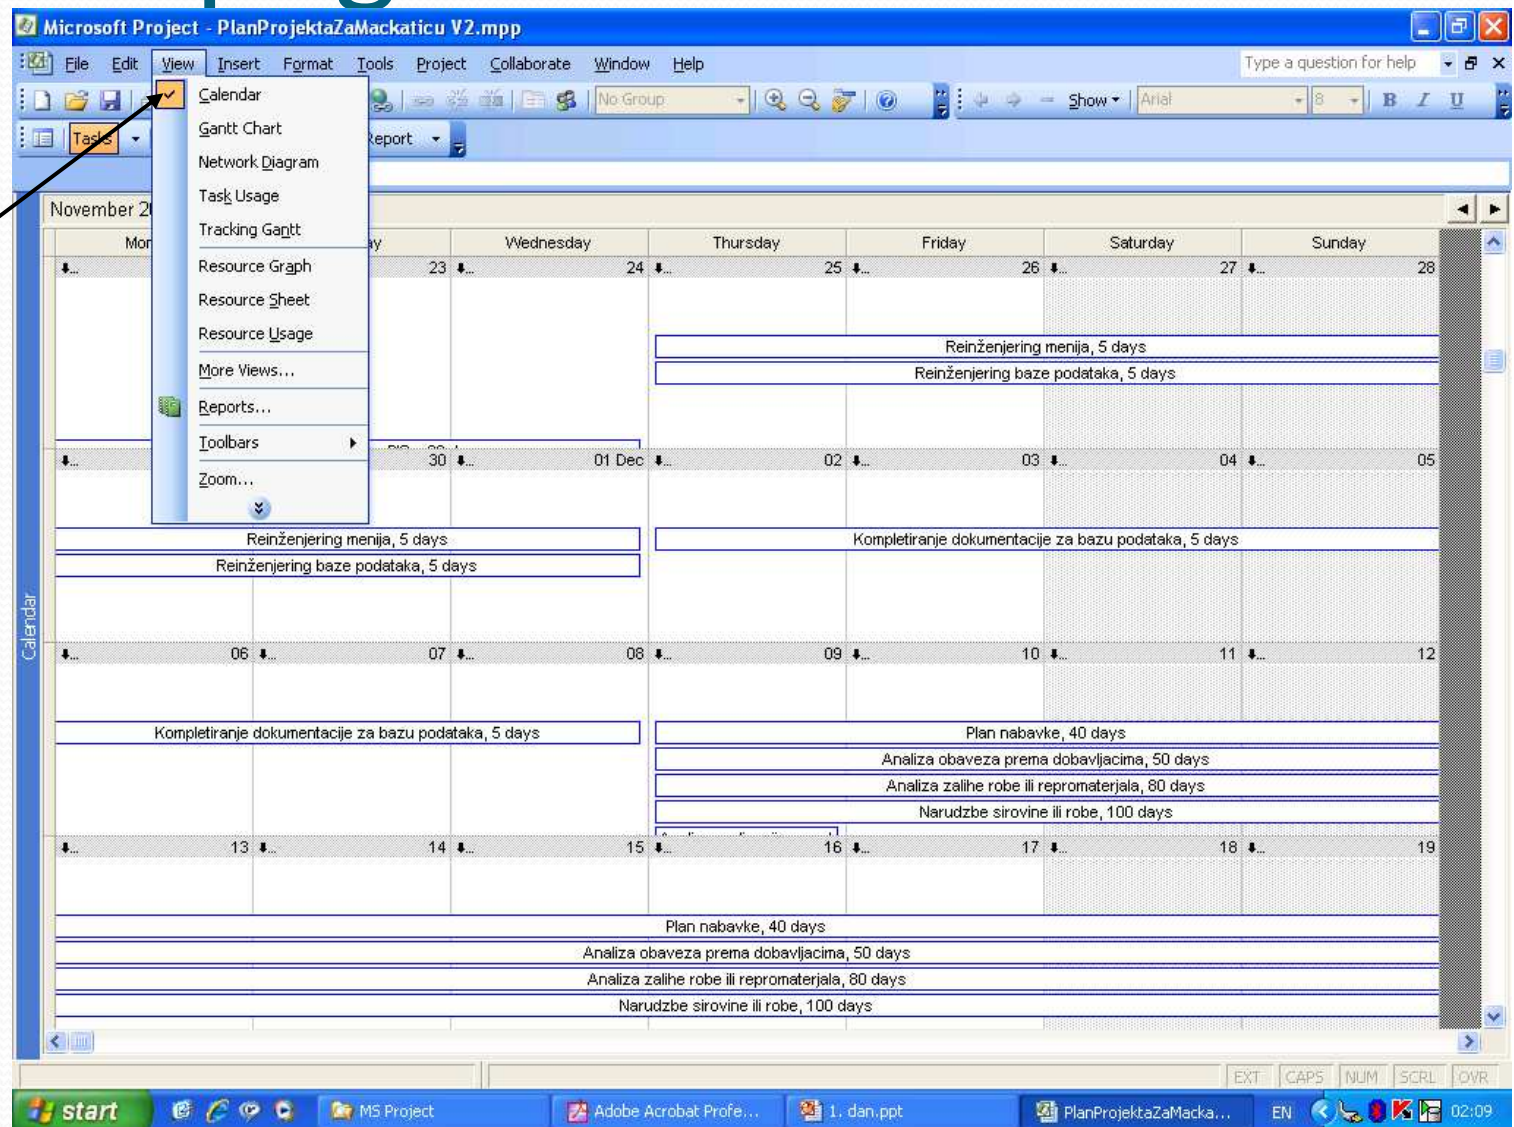 Microsoft Project - PlanProjektaZaMackaticu V2.mpp
File Edit View Insert Format Tools Project Collaborate Window Help Type a question for help
No Group Show Arial 8 B I U
Tasks Report
Calendar
Gantt Chart
Network Diagram
Task Usage
Tracking Gantt
Resource Graph
Resource Sheet
Resource Usage
More Views...
Reports...
Toolbars
Zoom...
November
Wednesday Thursday Friday Saturday Sunday
23 24 25 26 27 28
Reinženjering menija, 5 days
Reinženjering baze podataka, 5 days
30 01 Dec 02 03 04 05
Reinženjering menija, 5 days Kompletiranje dokumentacije za bazu podataka, 5 days
Reinženjering baze podataka, 5 days
Calendar
06 07 08 09 10 11 12
Kompletiranje dokumentacije za bazu podataka, 5 days Plan nabavke, 40 days
Analiza obaveza prema dobavljacima, 50 days
Analiza zalihe robe ili repromaterjala, 80 days
Narudzbe sirovine ili robe, 100 days
13 14 15 16 17 18 19
Plan nabavke, 40 days
Analiza obaveza prema dobavljacima, 50 days
Analiza zalihe robe ili repromaterjala, 80 days
Narudzbe sirovine ili robe, 100 days
EXT CAPS NUM SCRL OVR
start MS Project Adobe Acrobat Profe... 1. dan.ppt PlanProjektaZaMacka... EN 02:09